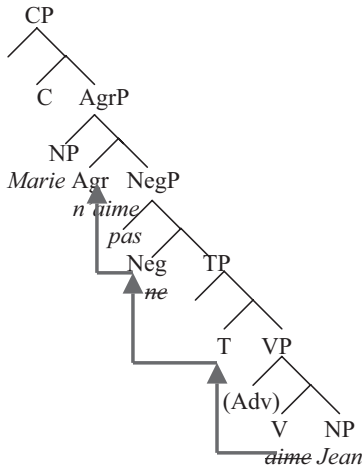 CP
C AgrP
NP
Marie Agr NegP
n'aime
pas
Neg TP
ne
T VP
(Adv)
V NP
aime Jean